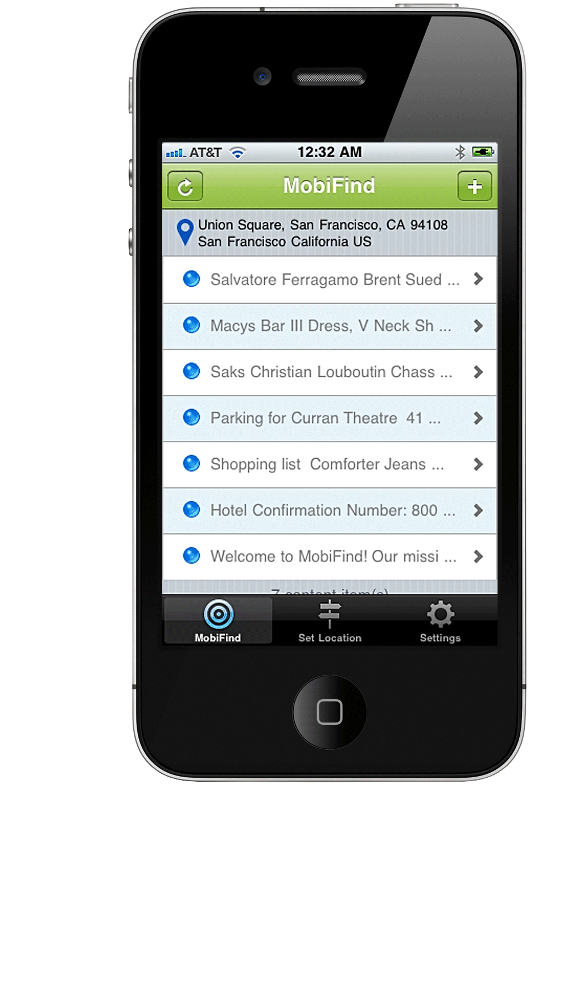 AT&T 12:32 AM
MobiFind
Union Square, San Francisco, CA 94108
San Francisco California US
Salvatore Ferragamo Brent Sued ...
Macys Bar III Dress, V Neck Sh ...
Saks Christian Louboutin Chass ...
Parking for Curran Theatre  41 ...
Shopping list  Comforter Jeans ...
Hotel Confirmation Number: 800 ...
Welcome to MobiFind! Our missi ...
7 content item(s)
MobiFind Set Location Settings